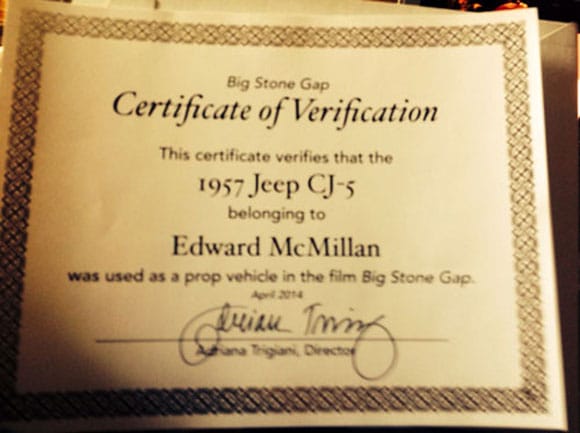 Big Stone Gap
Certificate of Verification
This certificate verifies that the
1957 Jeep CJ-5
belonging to
Edward McMillan
was used as a prop vehicle in the film Big Stone Gap.
April 2014
Adriana Trigiani, Director